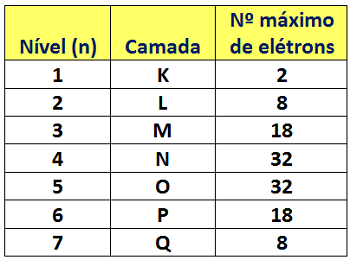 Nível (n) Camada Nº máximo de elétrons
1 K 2
2 L 8
3 M 18
4 N 32
5 O 32
6 P 18
7 Q 8